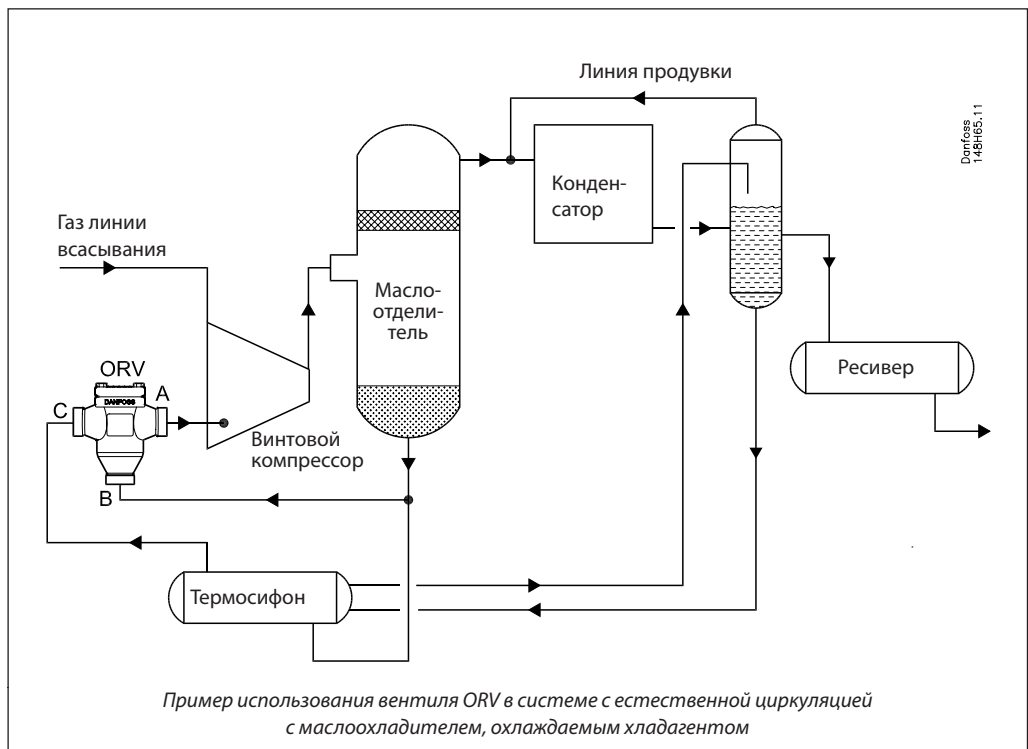 Линия продувки
Danfoss
148H65.11
Конден-
сатор
Газ линии
всасывания
Масло-
отдели-
тель
ORV
DANFOSS
A
C
B
Винтовой
компрессор
Ресивер
Термосифон
Пример использования вентиля ORV в системе с естественной циркуляцией
с маслоохладителем, охлаждаемым хладагентом